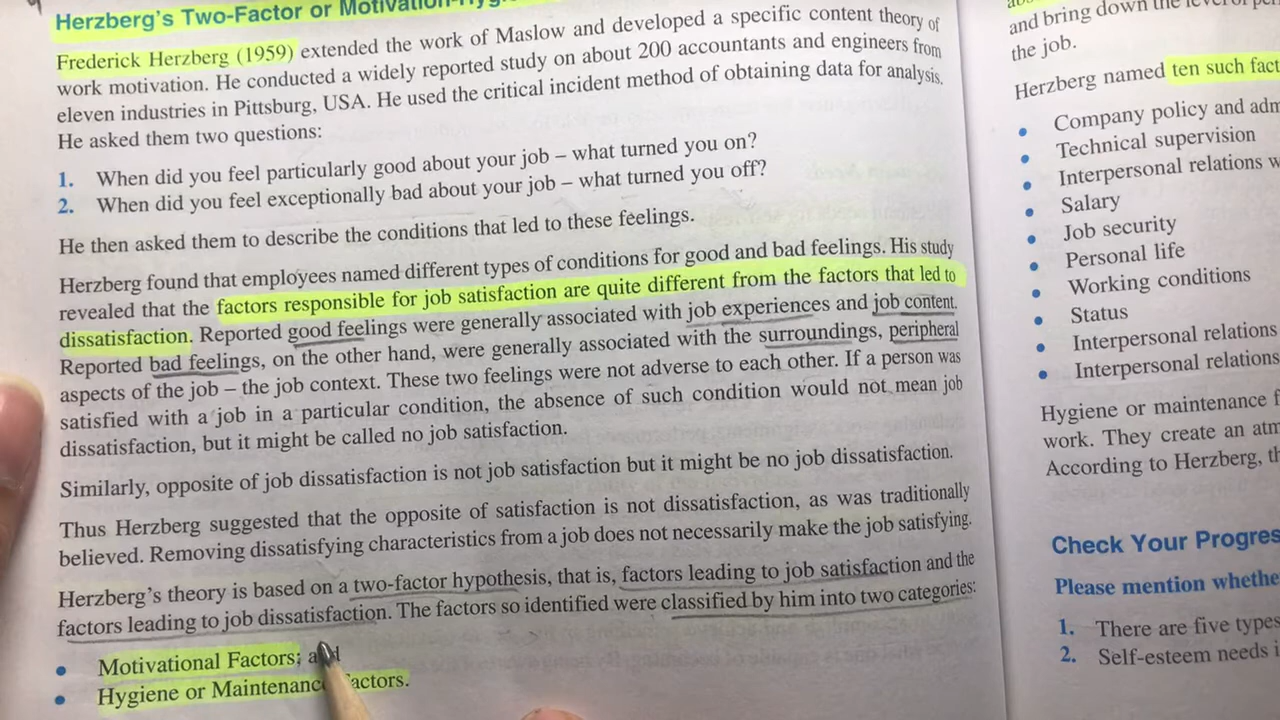 Herzberg's Two-Factor or
Frederick Herzberg (1959) extended the work of Maslow and developed a specific content theory of
work motivation. He conducted a widely reported study on about 200 accountants and engineers from
eleven industries in Pittsburg, USA. He used the critical incident method of obtaining data for analysis.
He asked them two questions:
1. When did you feel particularly good about your job – what turned you on?
2. When did you feel exceptionally bad about your job – what turned you off?
He then asked them to describe the conditions that led to these feelings.
Herzberg found that employees named different types of conditions for good and bad feelings. His study
revealed that the factors responsible for job satisfaction are quite different from the factors that led to
dissatisfaction. Reported good feelings were generally associated with job experiences and job content.
Reported bad feelings, on the other hand, were generally associated with the surroundings, peripheral
aspects of the job – the job context. These two feelings were not adverse to each other. If a person was
satisfied with a job in a particular condition, the absence of such condition would not mean job
dissatisfaction, but it might be called no job satisfaction.
Similarly, opposite of job dissatisfaction is not job satisfaction but it might be no job dissatisfaction.
Thus Herzberg suggested that the opposite of satisfaction is not dissatisfaction, as was traditionally
believed. Removing dissatisfying characteristics from a job does not necessarily make the job satisfying.
Herzberg's theory is based on a two-factor hypothesis, that is, factors leading to job satisfaction and the
factors leading to job dissatisfaction. The factors so identified were classified by him into two categories:
• Motivational Factors;
• Hygiene or
and bring down the
the job.
Herzberg named ten such
• Company policy and
• Technical supervision
• Interpersonal relations
• Salary
• Job security
• Personal life
• Working conditions
• Status
• Interpersonal relations
• Interpersonal relations
Hygiene or maintenance
work. They create an
According to Herzberg,
Check Your
Please mention
1. There are five types
2. Self-esteem needs